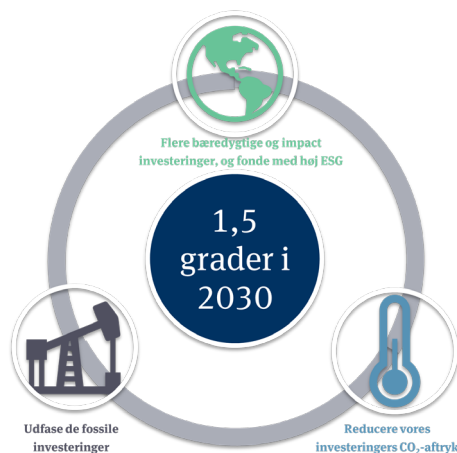 Flere bæredygtige og impact
investeringer, og fonde med høj ESG
1,5
grader i
2030
Udfase de fossile
investeringer
Reducere vores
investeringers CO₂-aftryk